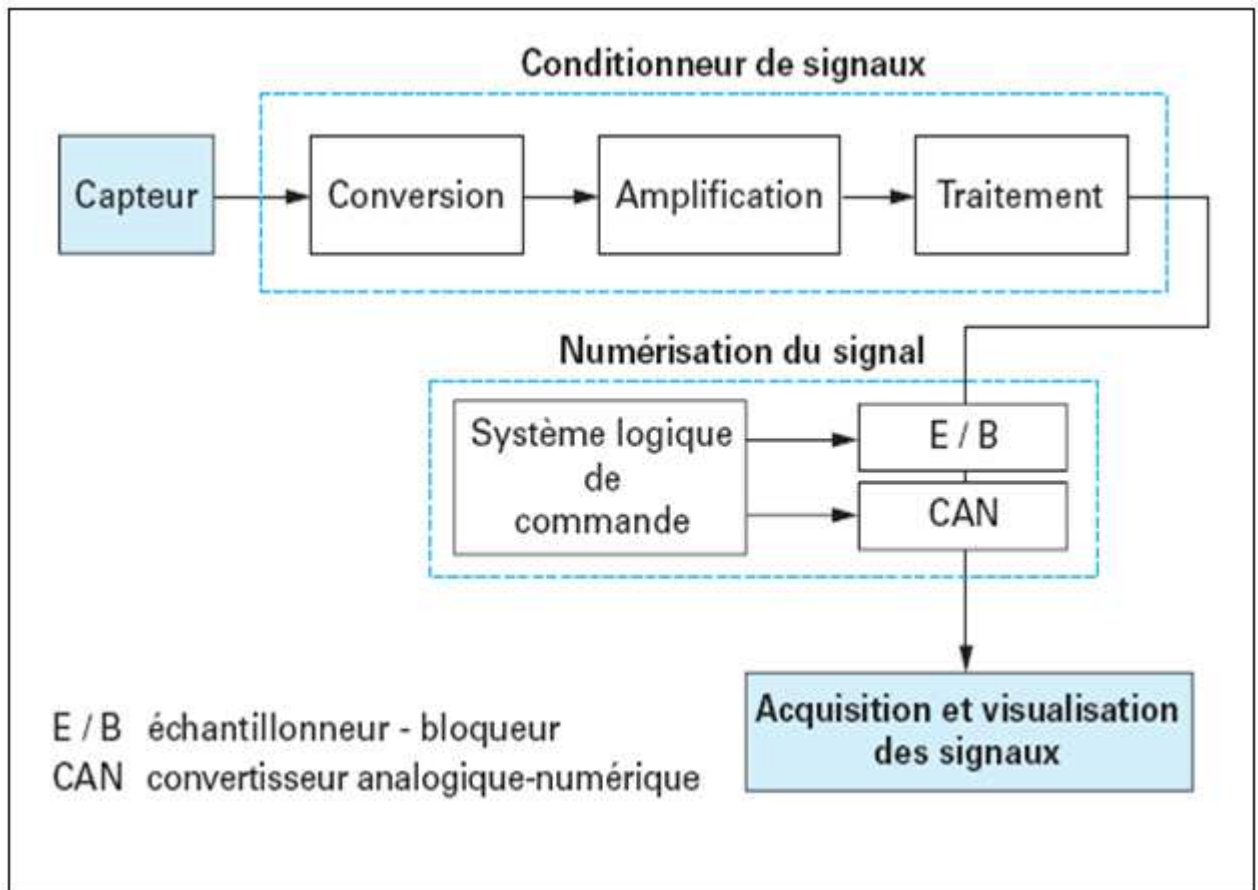 Conditionneur de signaux
Capteur
Conversion
Amplification
Traitement
Numérisation du signal
Système logique
de
commande
E / B
CAN
Acquisition et visualisation
des signaux
E / B échantillonneur - bloqueur
CAN convertisseur analogique-numérique